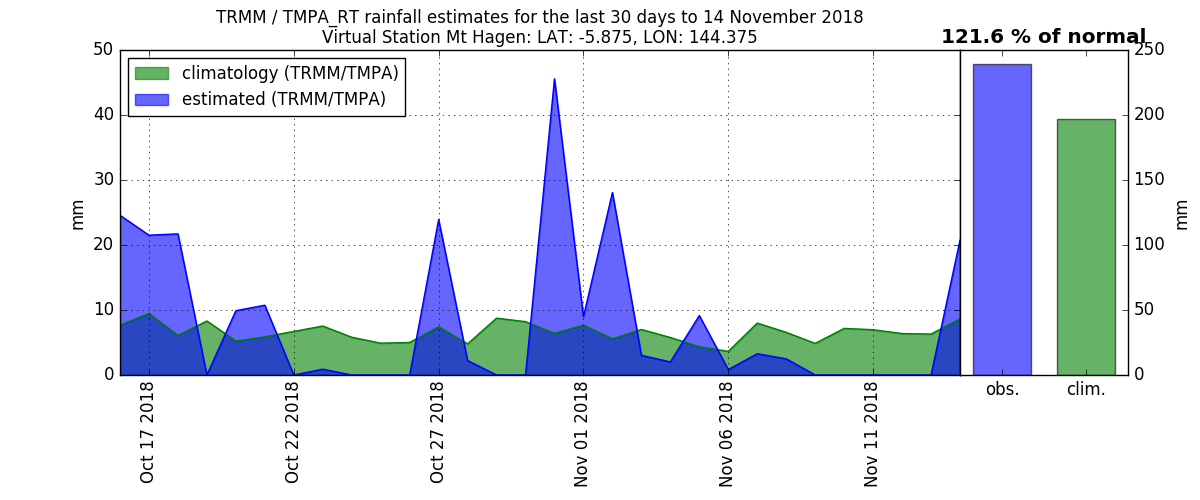 TRMM / TMPA_RT rainfall estimates for the last 30 days to 14 November 2018
Virtual Station Mt Hagen: LAT: -5.875, LON: 144.375
121.6 % of normal
climatology (TRMM/TMPA)
estimated (TRMM/TMPA)
50
40
30
20
10
0
mm
Oct 17 2018
Oct 22 2018
Oct 27 2018
Nov 01 2018
Nov 06 2018
Nov 11 2018
obs.
clim.
250
200
150
100
50
0
mm